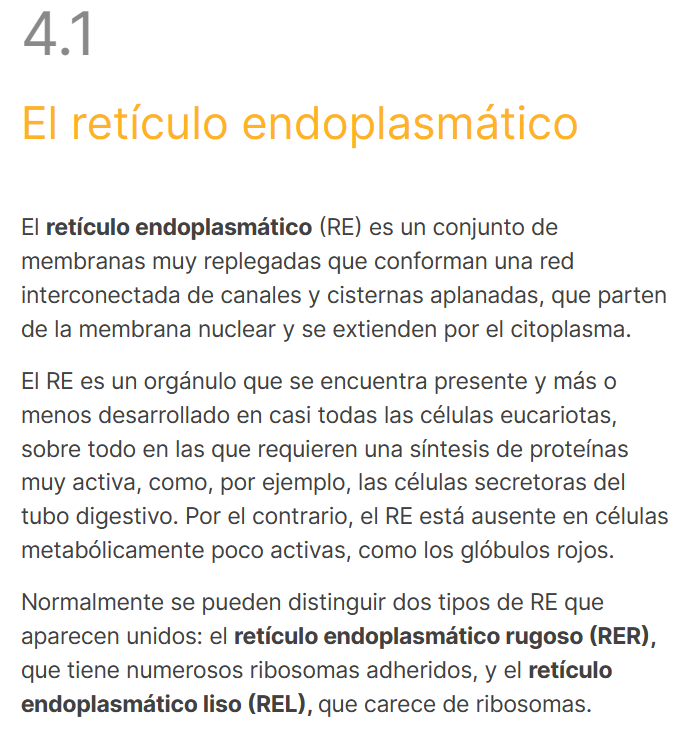 4.1
El retículo endoplasmático
El retículo endoplasmático (RE) es un conjunto de
membranas muy replegadas que conforman una red
interconectada de canales y cisternas aplanadas, que parten
de la membrana nuclear y se extienden por el citoplasma.
El RE es un orgánulo que se encuentra presente y más o
menos desarrollado en casi todas las células eucariotas,
sobre todo en las que requieren una síntesis de proteínas
muy activa, como, por ejemplo, las células secretoras del
tubo digestivo. Por el contrario, el RE está ausente en células
metabólicamente poco activas, como los glóbulos rojos.
Normalmente se pueden distinguir dos tipos de RE que
aparecen unidos: el retículo endoplasmático rugoso (RER),
que tiene numerosos ribosomas adheridos, y el retículo
endoplasmático liso (REL), que carece de ribosomas.